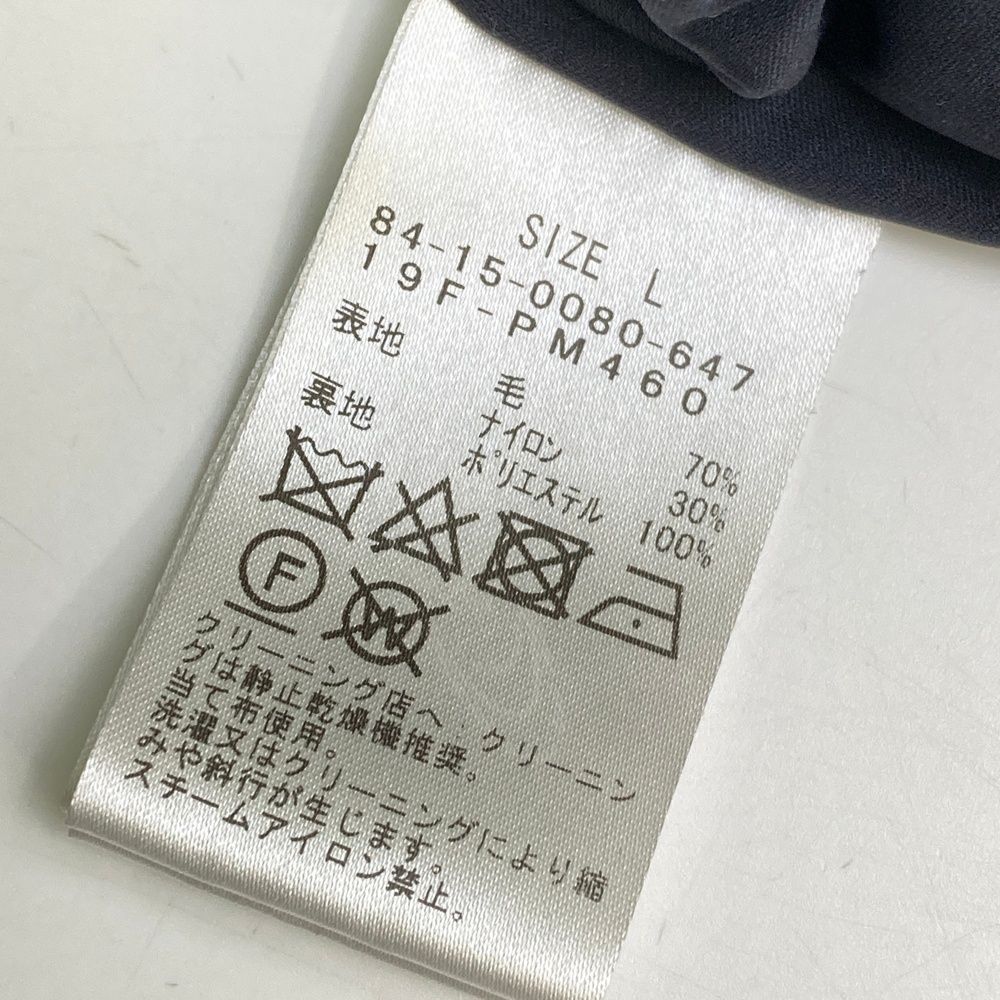 SIZE L
84-15-0080-647
19F-PM460
表地 毛 70%
ナイロン 30%
裏地 ポリエステル 100%
F
W
クリーニング店へ.クリーニン
グは静止乾燥機推奨。
当て布使用。
洗濯又はクリーニングにより縮
みや斜行が生じます。
スチームアイロン禁止。